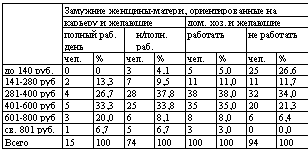 Замужние женщины-матери, ориентированные на
карьеру и желавшие дом. хоз. и желавшие
полный раб. день н/полн. раб. работать не работать
чел. % чел. % чел. % чел. %
до 140 руб. 0 0 3 4,1 5 5,0 25 26,6
141-280 руб 2 13,3 7 9,5 11 11,0 11 11,7
281-400 руб 4 26,7 28 37,8 38 38,0 32 34,0
401-600 руб 5 33,3 25 33,8 35 35,0 20 21,3
601-800 руб 3 20,0 6 8,1 8 8,0 6 6,4
св. 801 руб. 1 6,7 5 6,7 3 3,0 0 0,0
Всего 15 100 74 100 100 100 94 100